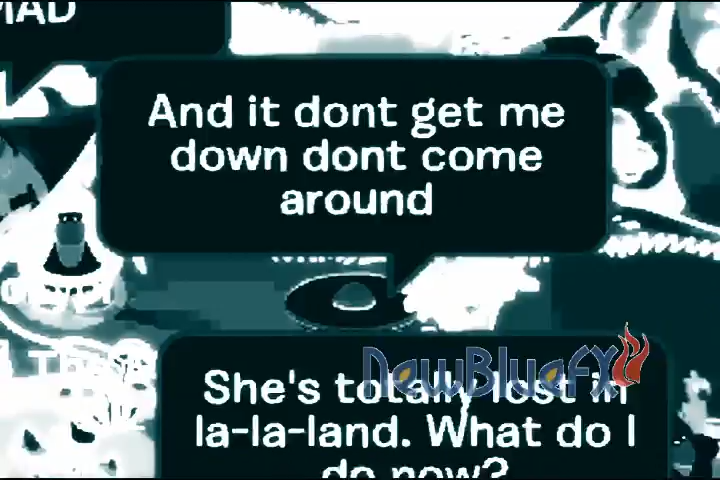 MAD
And it dont get me
down dont come
around
NewBlueFX
She's totally lost in
la-la-land. What do I
do now?